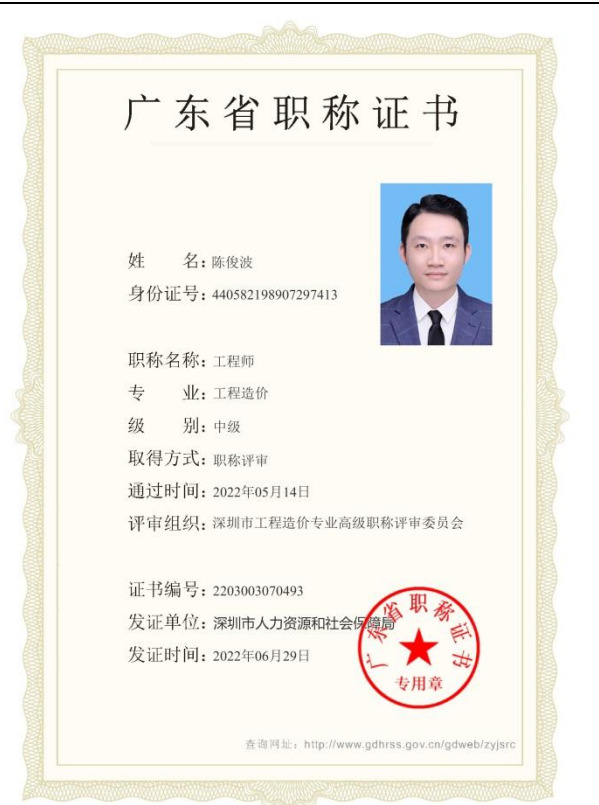 广东省职称证书
姓 名：陈俊波
身份证号：440582198907297413
职称名称：工程师
专 业：工程造价
级 别：中级
取得方式：职称评审
通过时间：2022年05月14日
评审组织：深圳市工程造价专业高级职称评审委员会
证书编号：2203003070493
发证单位：深圳市人力资源和社会保障局
发证时间：2022年06月29日
广东省职称证书
专用章
查询网址：http://www.gdhrss.gov.cn/gdweb/zyjsrc